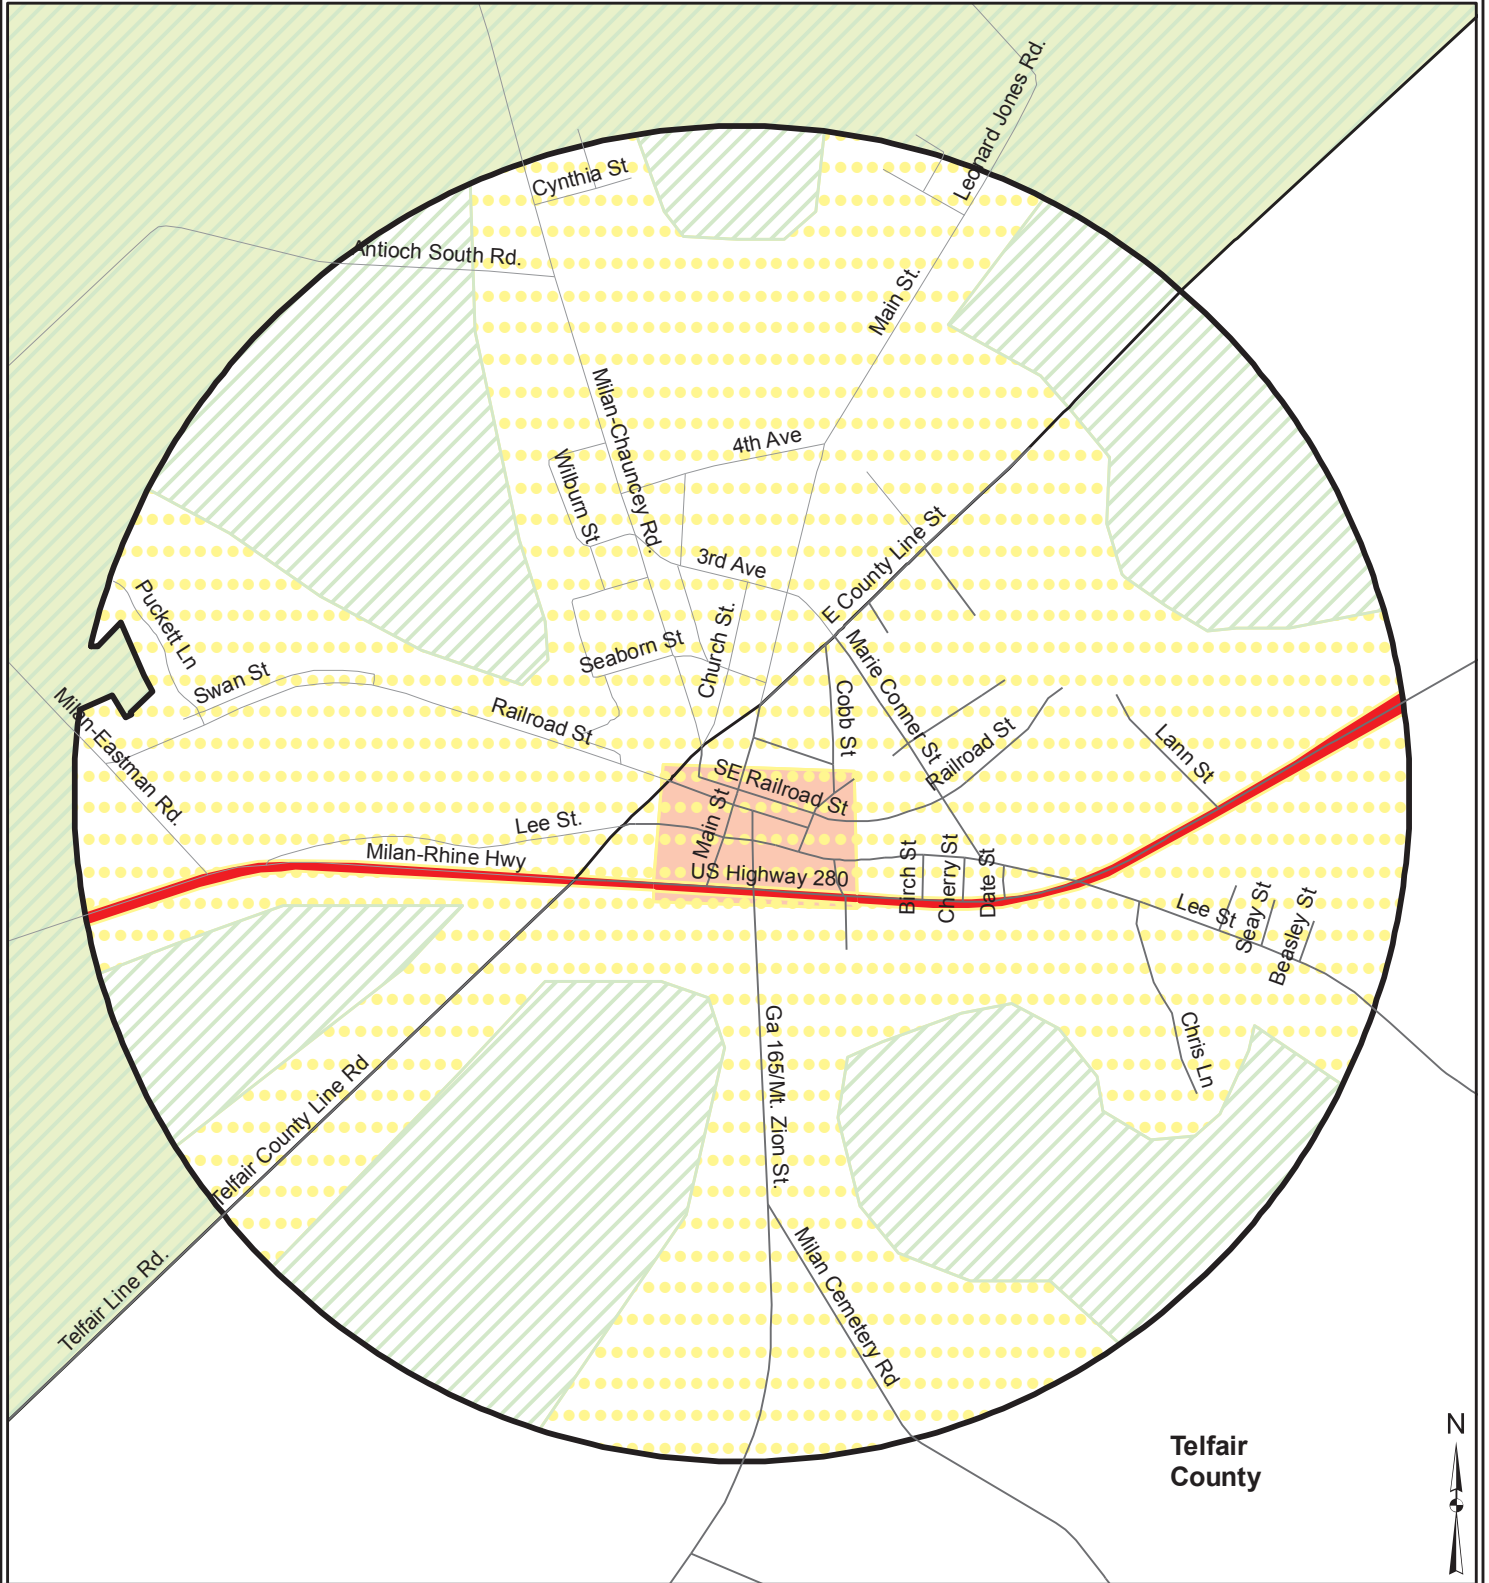 Leonard Jones Rd.
Cynthia St
Antioch South Rd.
Main St.
Milan-Chauncey Rd.
4th Ave
Wilburn St
3rd Ave
E County Line St
Puckett Ln
Swan St
Seaborn St
Church St.
Marie Conner St
Cobb St
Milan-Eastman Rd.
Railroad St
Railroad St
Lann St
SE Railroad St
Main St
Lee St.
Milan-Rhine Hwy
US Highway 280
Birch St
Cherry St
Date St
Lee St
Seay St
Beasley St
Chris Ln
Ga 165/Mt. Zion St.
Telfair County Line Rd
Telfair Line Rd.
Milan Cemetery Rd
Telfair
County
N